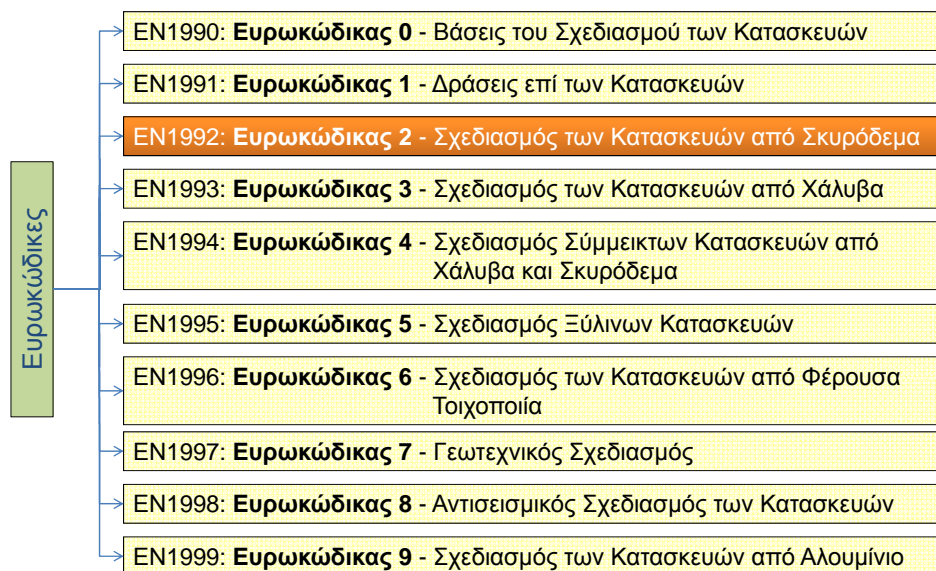 EN1990: Ευρωκώδικας 0 - Βάσεις του Σχεδιασμού των Κατασκευών
EN1991: Ευρωκώδικας 1 - Δράσεις επί των Κατασκευών
EN1992: Ευρωκώδικας 2 - Σχεδιασμός των Κατασκευών από Σκυρόδεμα
EN1993: Ευρωκώδικας 3 - Σχεδιασμός των Κατασκευών από Χάλυβα
EN1994: Ευρωκώδικας 4 - Σχεδιασμός Σύμμεικτων Κατασκευών από
Χάλυβα και Σκυρόδεμα
Ευρωκώδικες
EN1995: Ευρωκώδικας 5 - Σχεδιασμός Ξύλινων Κατασκευών
EN1996: Ευρωκώδικας 6 - Σχεδιασμός των Κατασκευών από Φέρουσα
Τοιχοποιία
EN1997: Ευρωκώδικας 7 - Γεωτεχνικός Σχεδιασμός
EN1998: Ευρωκώδικας 8 - Αντισεισμικός Σχεδιασμός των Κατασκευών
EN1999: Ευρωκώδικας 9 - Σχεδιασμός των Κατασκευών από Αλουμίνιο